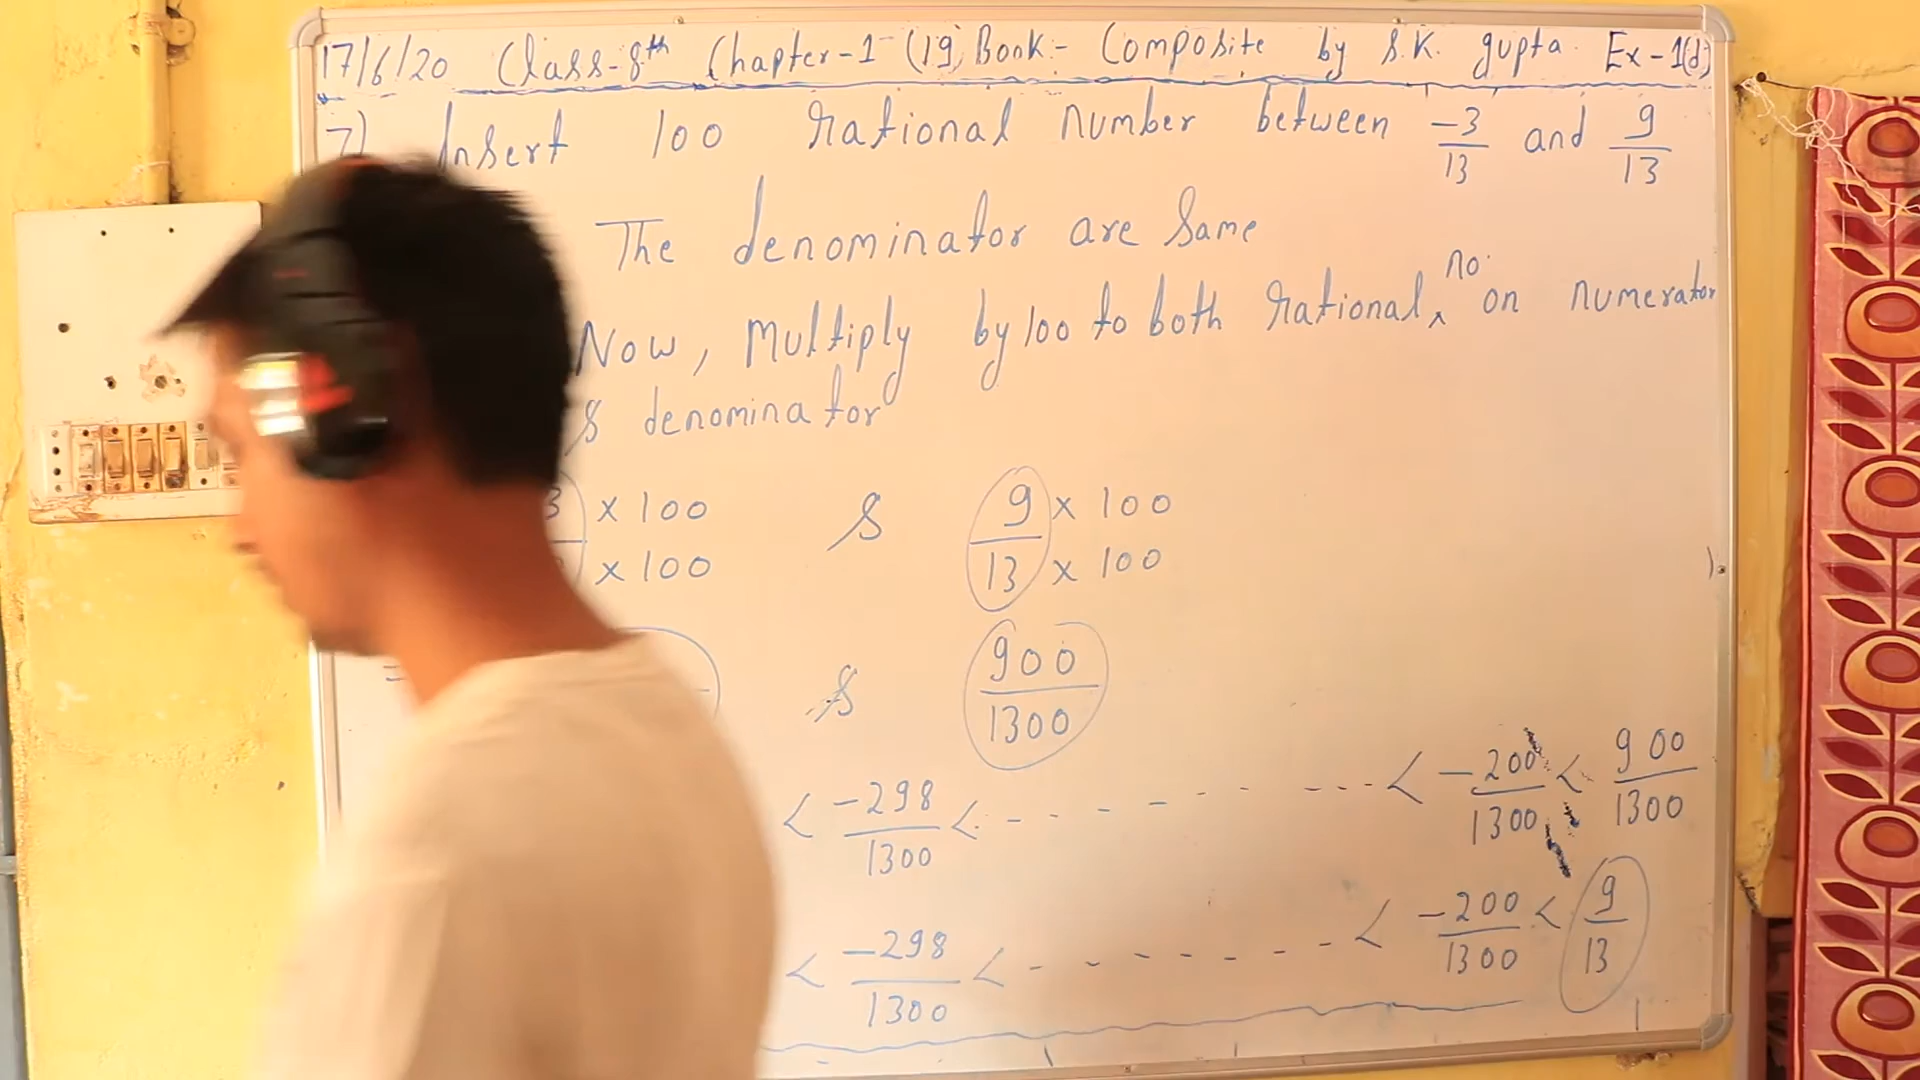 17/6/20 Class-8th Chapter-1 (19) Book:- Composite by S.K. gupta. Ex-1(d)
7) Insert 100 rational number between -3/13 and 9/13
The denominator are same
Now, Multiply by 100 to both rational, no. on numerator
& denominator
3 × 100 / × 100 & 9 × 100 / 13 × 100
= & 900/1300
< -298/1300 < - - - - - - - - - < -200/1300 < 900/1300
< -298/1300 < - - - - - - - < -200/1300 < 9/13